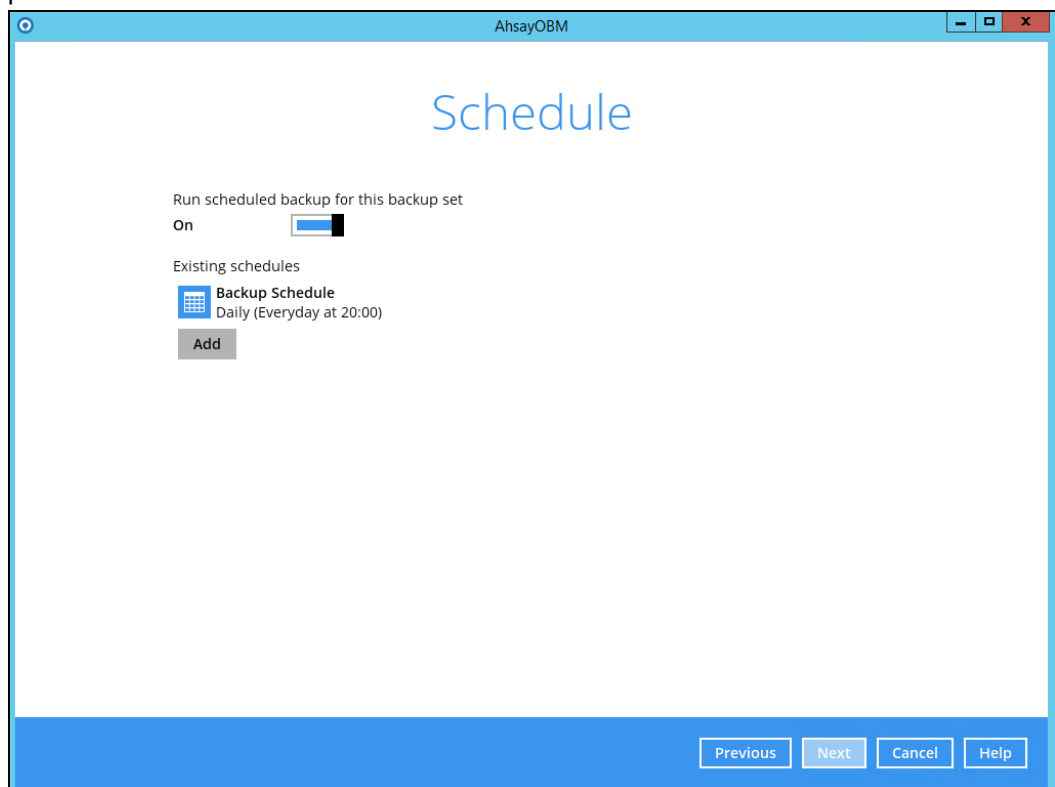 AhsayOBM
Schedule
Run scheduled backup for this backup set
On
Existing schedules
Backup Schedule
Daily (Everyday at 20:00)
Add
Previous Next Cancel Help